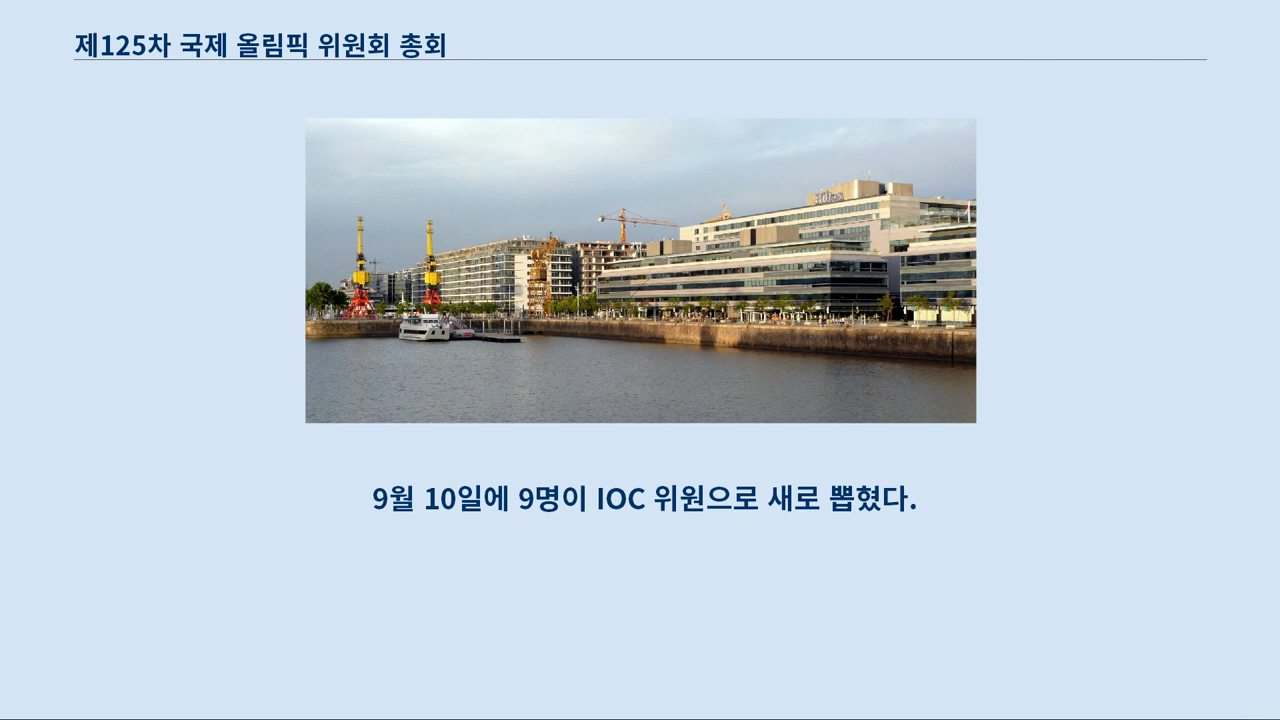 제125차 국제 올림픽 위원회 총회
Hilton
9월 10일에 9명이 IOC 위원으로 새로 뽑혔다.